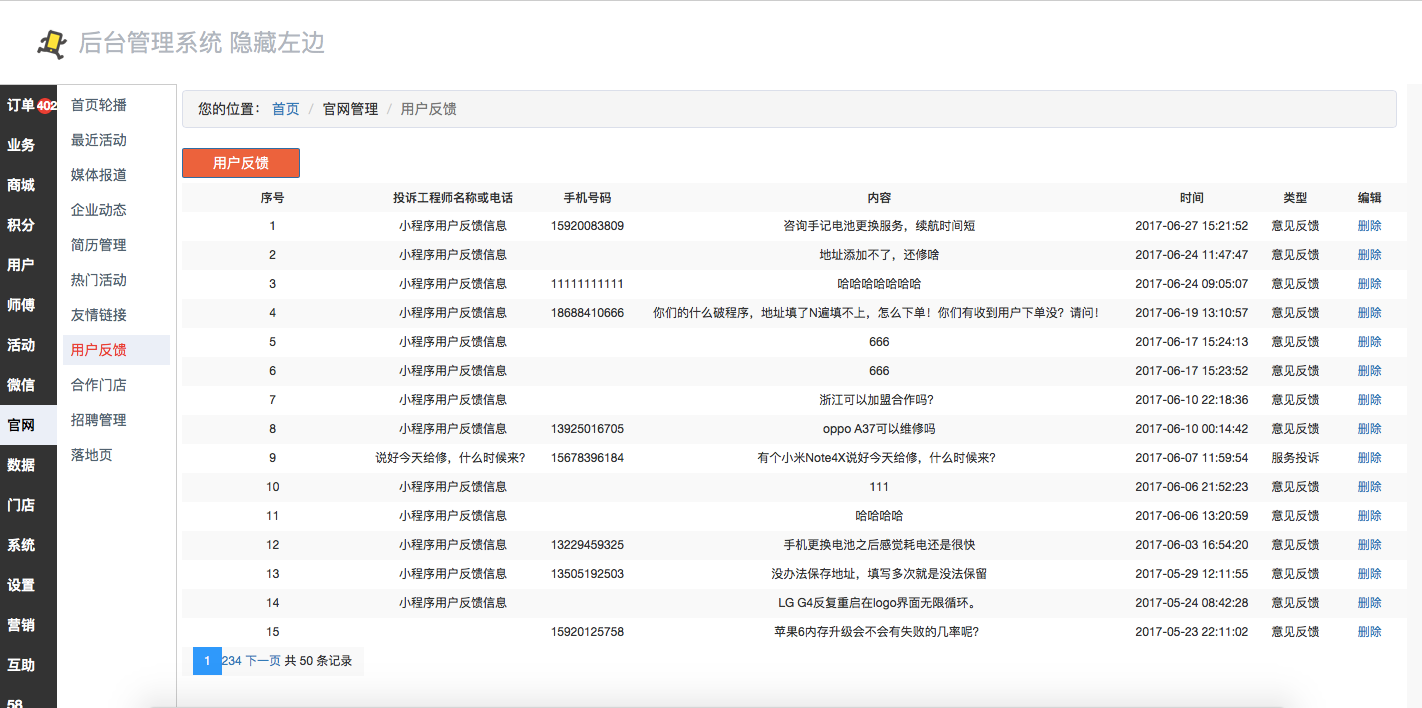 后台管理系统 隐藏左边
订单 402
业务
商城
积分
用户
师傅
活动
微信
官网
数据
门店
系统
设置
营销
互助
58
首页轮播
最近活动
媒体报道
企业动态
简历管理
热门活动
友情链接
用户反馈
合作门店
招聘管理
落地页
您的位置： 首页 / 官网管理 / 用户反馈
用户反馈
序号 投诉工程师名称或电话 手机号码 内容 时间 类型 编辑
1 小程序用户反馈信息 15920083809 咨询手记电池更换服务，续航时间短 2017-06-27 15:21:52 意见反馈 删除
2 小程序用户反馈信息 地址添加不了，还修啥 2017-06-24 11:47:47 意见反馈 删除
3 小程序用户反馈信息 11111111111 哈哈哈哈哈哈哈 2017-06-24 09:05:07 意见反馈 删除
4 小程序用户反馈信息 18688410666 你们的什么破程序，地址填了N遍填不上，怎么下单！你们有收到用户下单没？请问！ 2017-06-19 13:10:57 意见反馈 删除
5 小程序用户反馈信息 666 2017-06-17 15:24:13 意见反馈 删除
6 小程序用户反馈信息 666 2017-06-17 15:23:52 意见反馈 删除
7 小程序用户反馈信息 浙江可以加盟合作吗? 2017-06-10 22:18:36 意见反馈 删除
8 小程序用户反馈信息 13925016705 oppo A37可以维修吗 2017-06-10 00:14:42 意见反馈 删除
9 说好今天给修，什么时候来? 15678396184 有个小米Note4X说好今天给修，什么时候来? 2017-06-07 11:59:54 服务投诉 删除
10 小程序用户反馈信息 111 2017-06-06 21:52:23 意见反馈 删除
11 小程序用户反馈信息 哈哈哈哈 2017-06-06 13:20:59 意见反馈 删除
12 小程序用户反馈信息 13229459325 手机更换电池之后感觉耗电还是很快 2017-06-03 16:54:20 意见反馈 删除
13 小程序用户反馈信息 13505192503 没办法保存地址，填写多次就是没法保留 2017-05-29 12:11:55 意见反馈 删除
14 小程序用户反馈信息 LG G4反复重启在logo界面无限循环。 2017-05-24 08:42:28 意见反馈 删除
15 15920125758 苹果6内存升级会不会有失败的几率呢? 2017-05-23 22:11:02 意见反馈 删除
1 234 下一页 共 50 条记录